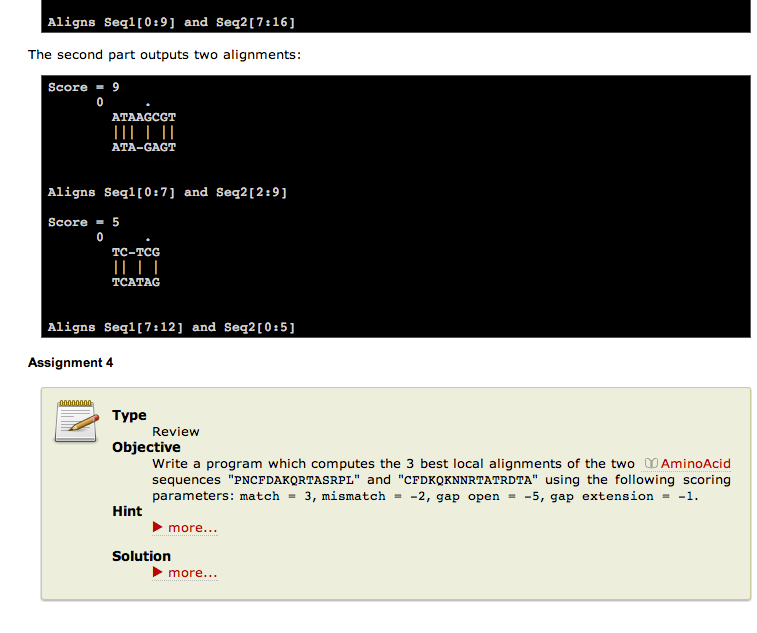 Aligns Seq1[0:9] and Seq2[7:16]
The second part outputs two alignments:
Score = 9
0      .
ATAAGCGT
||| | ||
ATA-GAGT
Aligns Seq1[0:7] and Seq2[2:9]
Score = 5
0      .
TC-TCG
|| | |
TCATAG
Aligns Seq1[7:12] and Seq2[0:5]
Assignment 4
Type
Review
Objective
Write a program which computes the 3 best local alignments of the two AminoAcid
sequences "PNCFDAKQRTASRPL" and "CFDKQKNNRTATRDTA" using the following scoring
parameters: match = 3, mismatch = -2, gap open = -5, gap extension = -1.
Hint
▶ more...
Solution
▶ more...